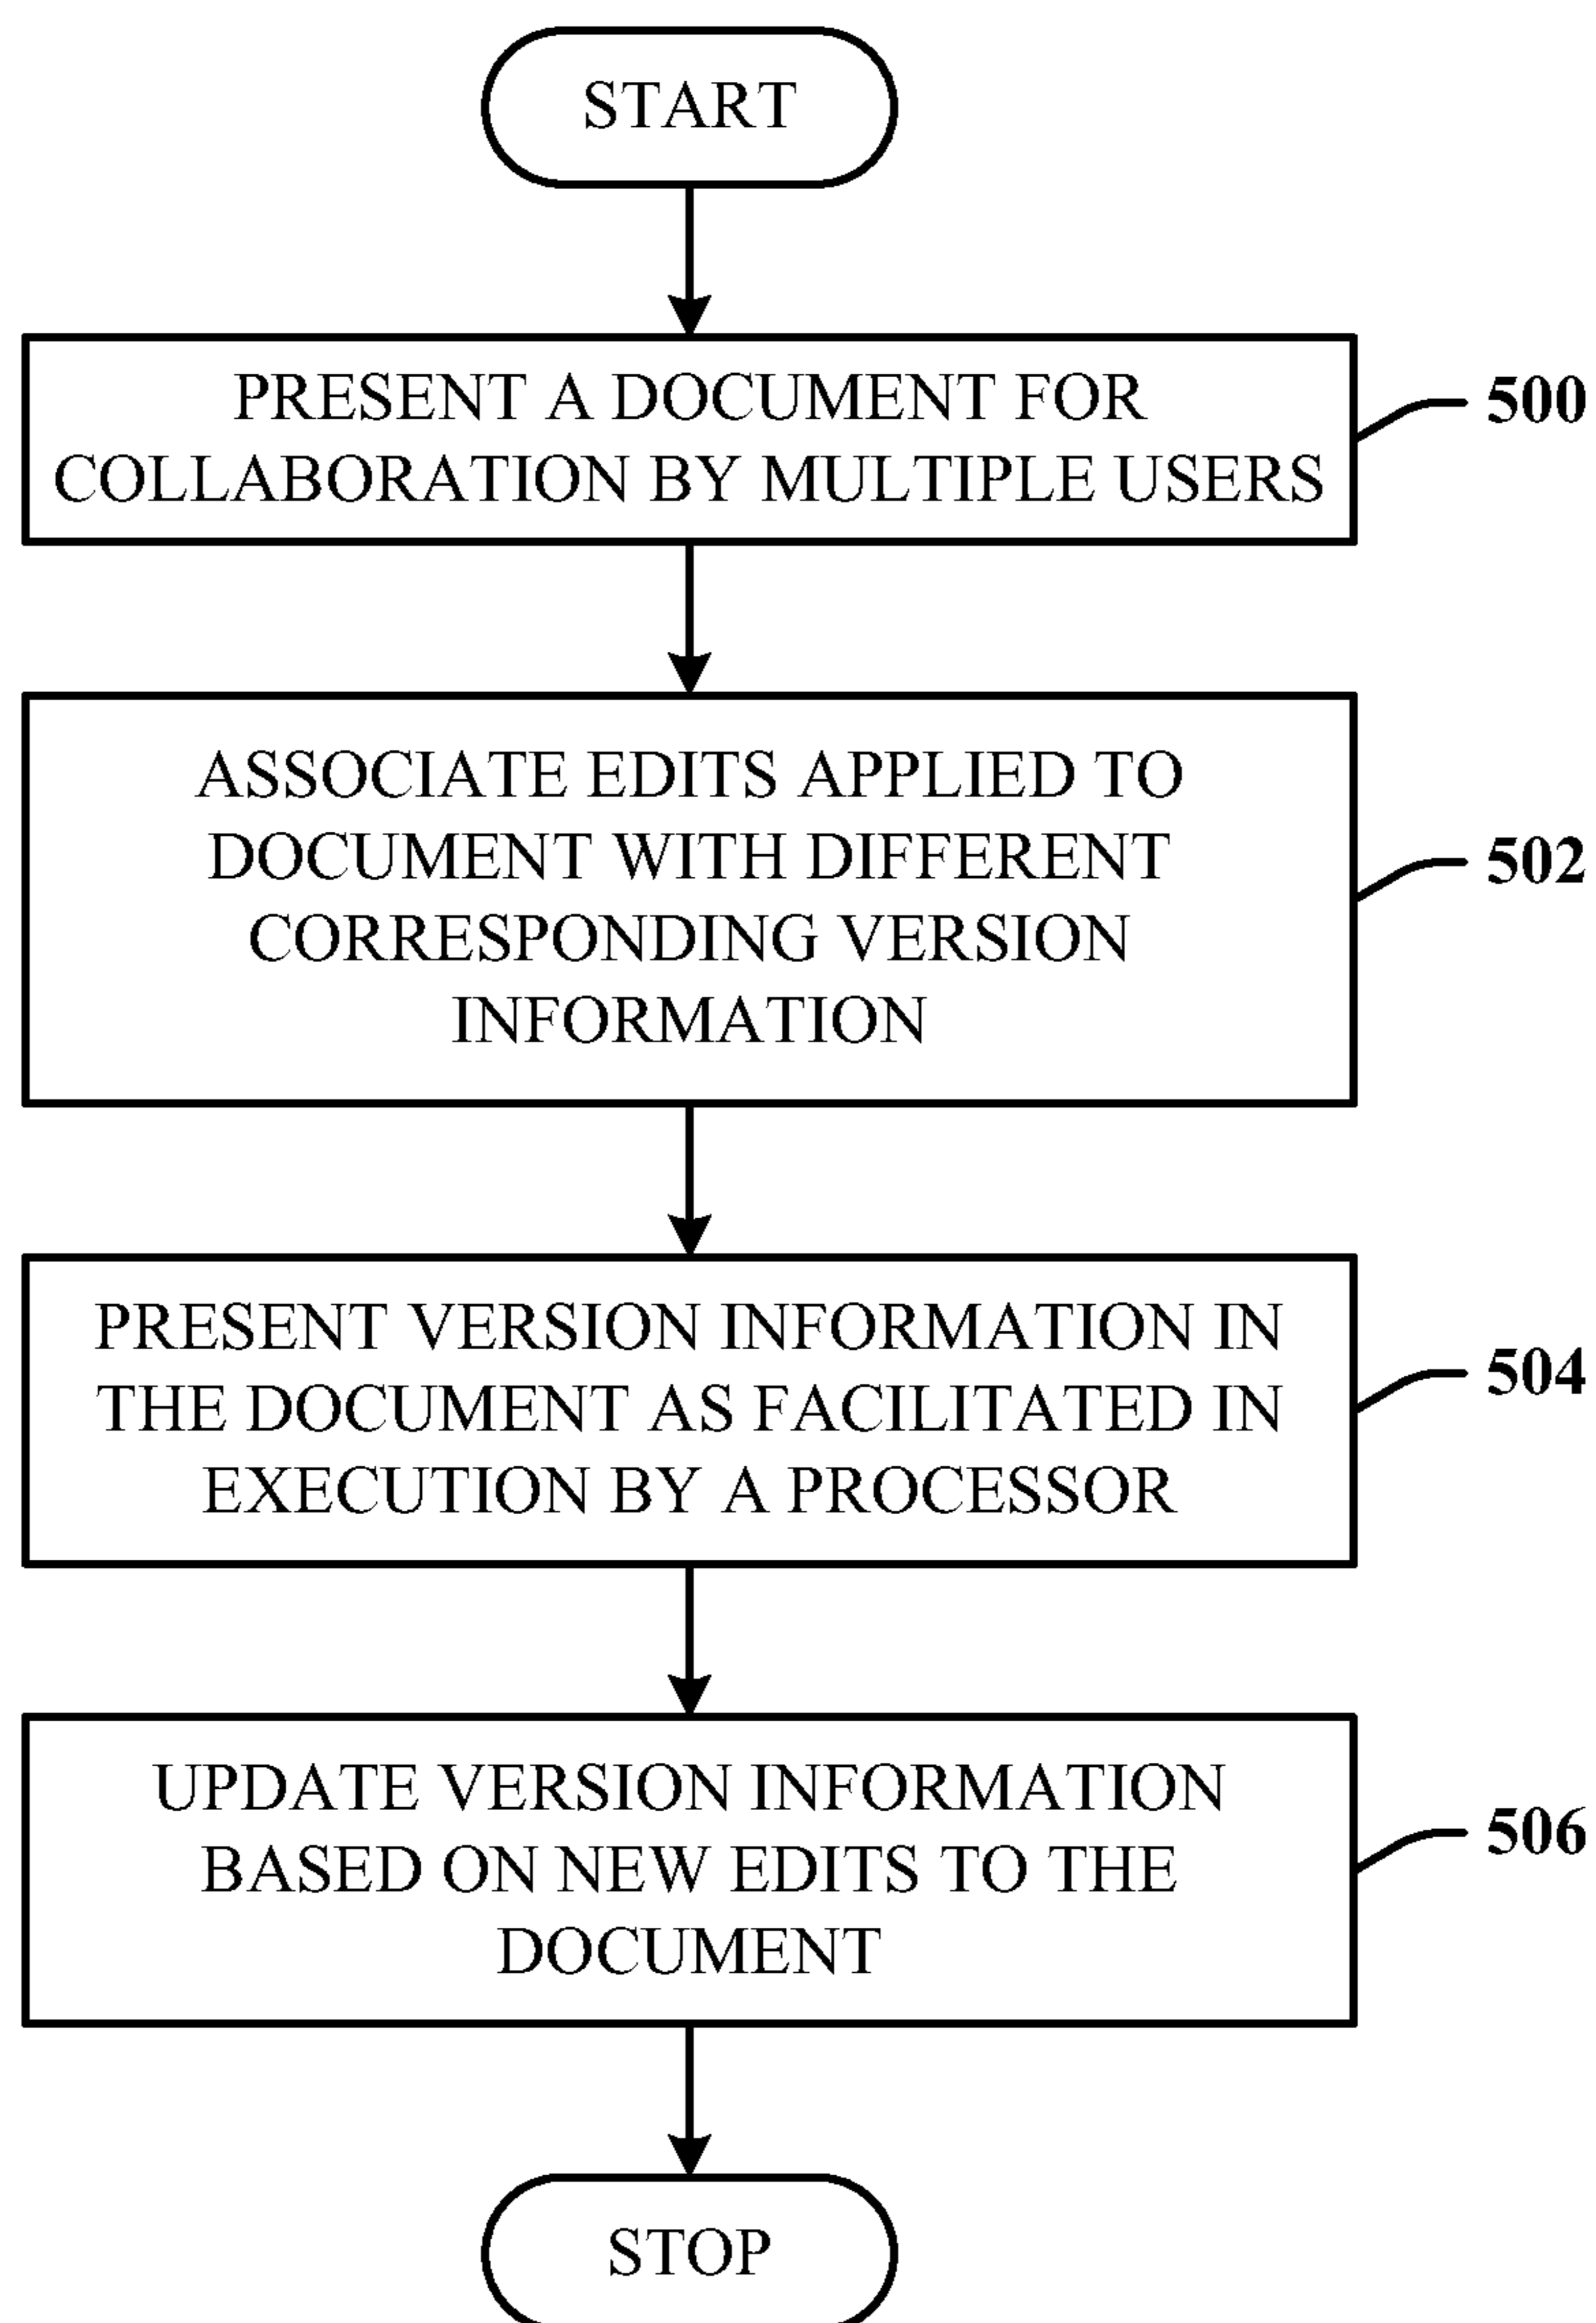 START
PRESENT A DOCUMENT FOR
COLLABORATION BY MULTIPLE USERS
500
ASSOCIATE EDITS APPLIED TO
DOCUMENT WITH DIFFERENT
CORRESPONDING VERSION
INFORMATION
502
PRESENT VERSION INFORMATION IN
THE DOCUMENT AS FACILITATED IN
EXECUTION BY A PROCESSOR
504
UPDATE VERSION INFORMATION
BASED ON NEW EDITS TO THE
DOCUMENT
506
STOP